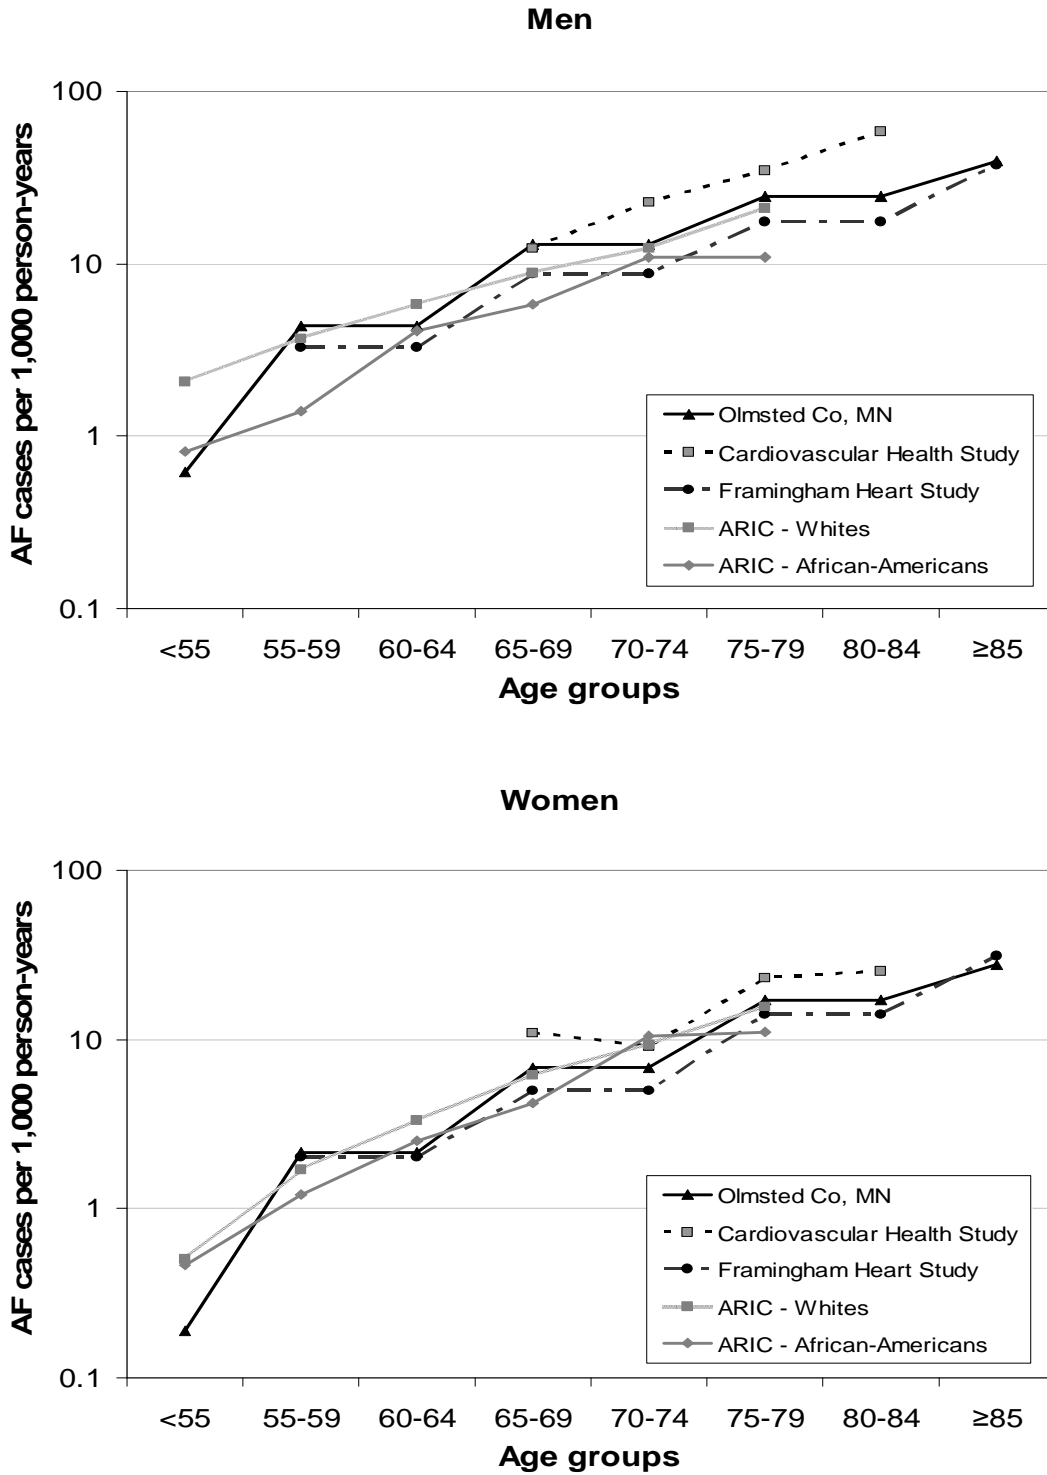 Men
AF cases per 1,000 person-years
100
10
1
0.1
Olmsted Co, MN
Cardiovascular Health Study
Framingham Heart Study
ARIC - Whites
ARIC - African-Americans
<55 55-59 60-64 65-69 70-74 75-79 80-84 ≥85
Age groups
Women
AF cases per 1,000 person-years
100
10
1
0.1
Olmsted Co, MN
Cardiovascular Health Study
Framingham Heart Study
ARIC - Whites
ARIC - African-Americans
<55 55-59 60-64 65-69 70-74 75-79 80-84 ≥85
Age groups